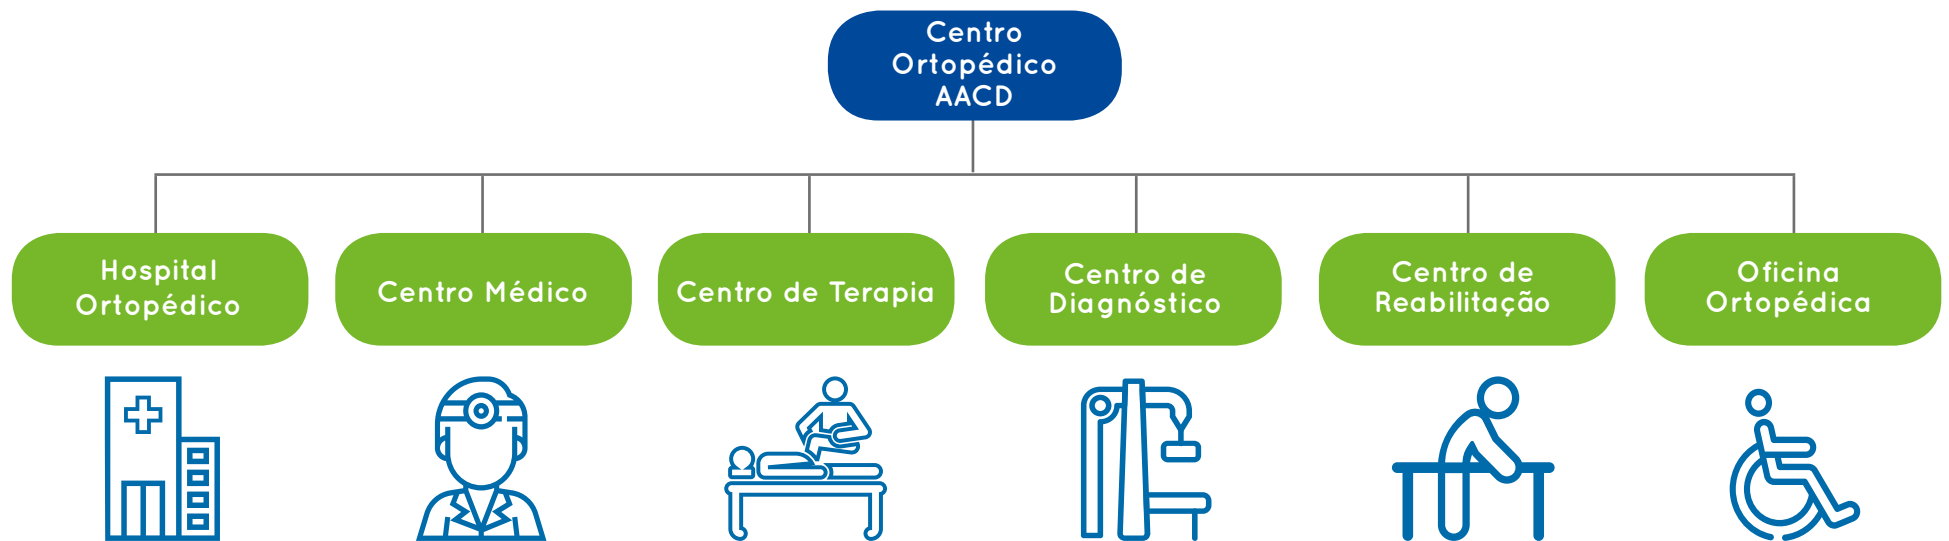 Centro
Ortopédico
AACD
Hospital
Ortopédico
Centro Médico
Centro de Terapia
Centro de
Diagnóstico
Centro de
Reabilitação
Oficina
Ortopédica